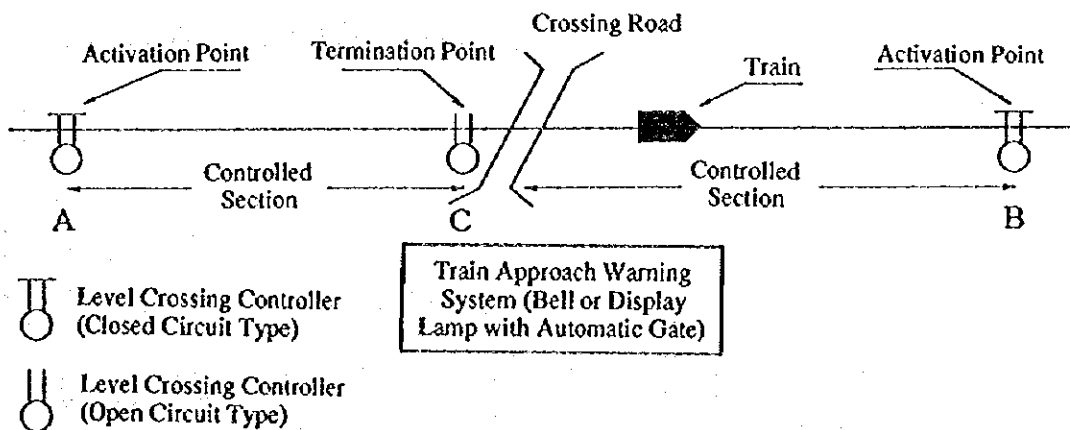 Crossing Road
Activation Point
Termination Point
Train
Activation Point
Controlled
Section
Controlled
Section
A
C
B
Train Approach Warning
System (Bell or Display
Lamp with Automatic Gate)
Level Crossing Controller
(Closed Circuit Type)
Level Crossing Controller
(Open Circuit Type)